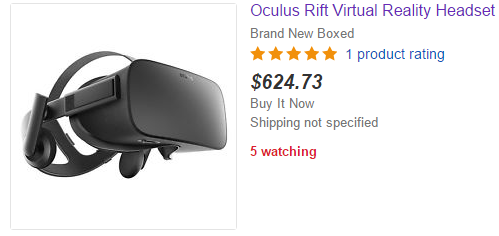 Oculus Rift Virtual Reality Headset
Brand New Boxed
1 product rating
$624.73
Buy It Now
Shipping not specified
5 watching